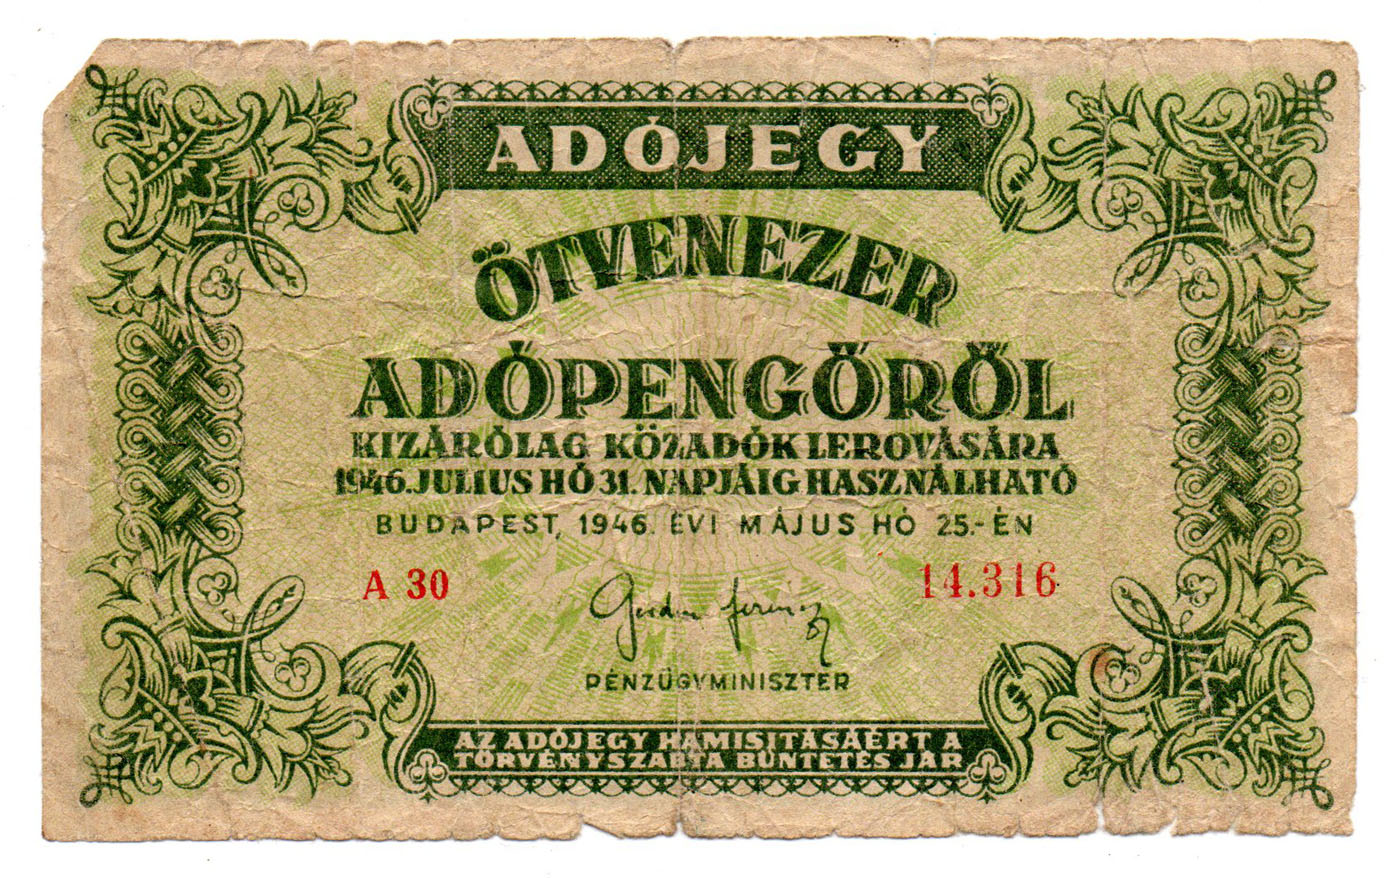 ADÓJEGY
ÖTVENEZER
ADÓPENGŐRŐL
KIZÁRÓLAG KÖZADÓK LEROVÁSÁRA
1946. JULIUS HÓ 31. NAPJÁIG HASZNÁLHATÓ
BUDAPEST, 1946. ÉVI MÁJUS HÓ 25.-ÉN
A 30 14.316
PÉNZÜGYMINISZTER
AZ ADÓJEGY HAMISITÁSÁÉRT A
TÖRVÉNYSZABTA BÜNTETÉS JÁR